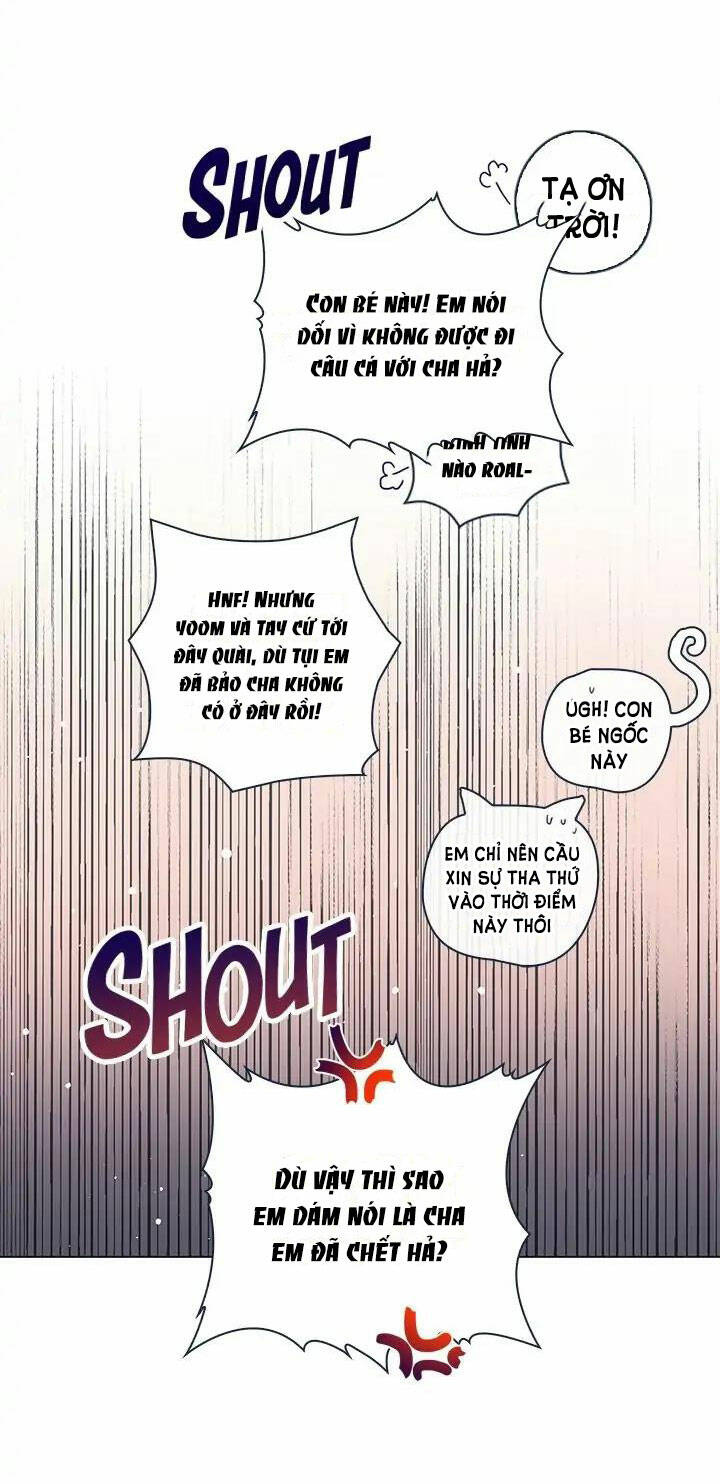 SHOUT
TẠ ƠN
TRỜI!
CON BÉ NÀY! EM NÓI
DỐI VÌ KHÔNG ĐƯỢC ĐI
CÂU CÁ VỚI CHA HẢ?
BÌNH TĨNH
NÀO ROAL-
HNF! NHƯNG
YOOM VÀ TAY CỨ TỚI
ĐÂY QUÀI, DÙ TỤI EM
ĐÃ BẢO CHA KHÔNG
CÓ Ở ĐÂY RỒI!
UGH! CON
BÉ NGỐC
NÀY
EM CHỈ NÊN CẦU
XIN SỰ THA THỨ
VÀO THỜI ĐIỂM
NÀY THÔI
SHOUT
DÙ VẬY THÌ SAO
EM DÁM NÓI LÀ CHA
EM ĐÃ CHẾT HẢ?